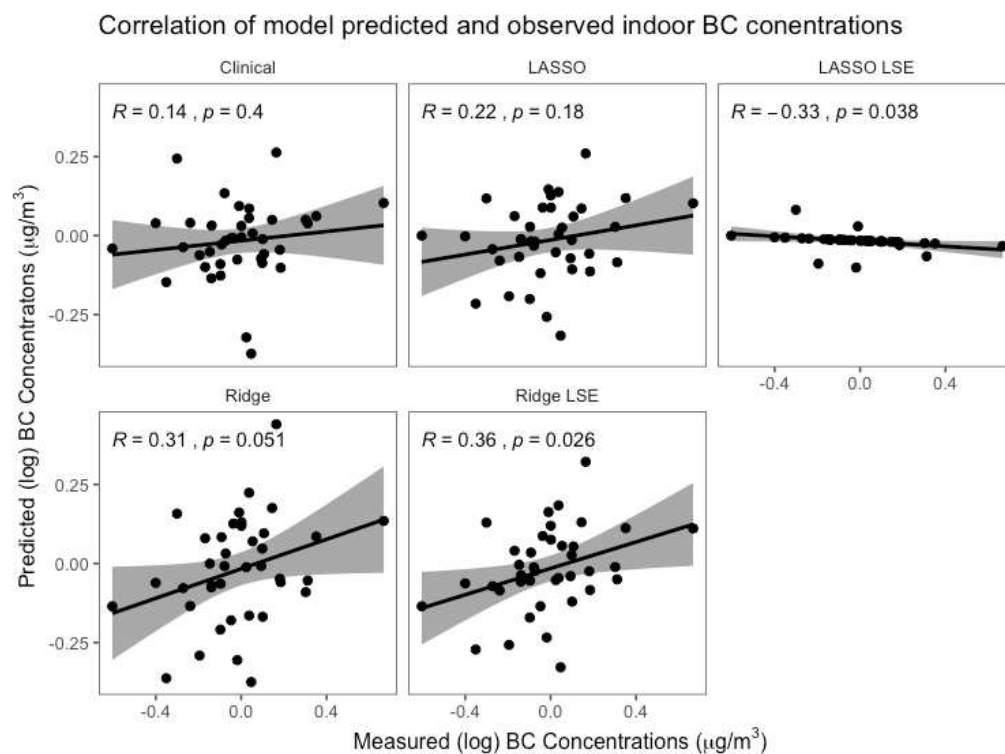 Correlation of model predicted and observed indoor BC conentrations
Clinical
LASSO
LASSO LSE
R = 0.14 , p = 0.4
R = 0.22 , p = 0.18
R = −0.33 , p = 0.038
0.25
0.00
-0.25
-0.4
0.0
0.4
Ridge
Ridge LSE
R = 0.31 , p = 0.051
R = 0.36 , p = 0.026
0.25
0.00
-0.25
-0.4
0.0
0.4
-0.4
0.0
0.4
Predicted (log) BC Concentratons (μg/m³)
Measured (log) BC Concentrations (μg/m³)